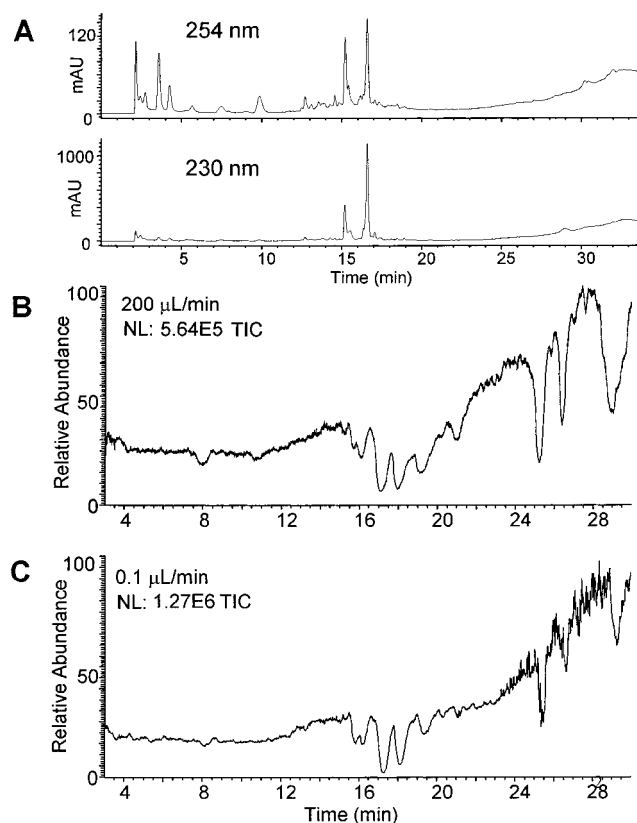 A
254 nm
120
mAU
0
230 nm
1000
mAU
0
5 10 15 20 25 30
Time (min)
B
100
200 µL/min
NL: 5.64E5 TIC
Relative Abundance
50
0
4 8 12 16 20 24 28
C
100
0.1 µL/min
NL: 1.27E6 TIC
Relative Abundance
50
0
4 8 12 16 20 24 28
Time (min)